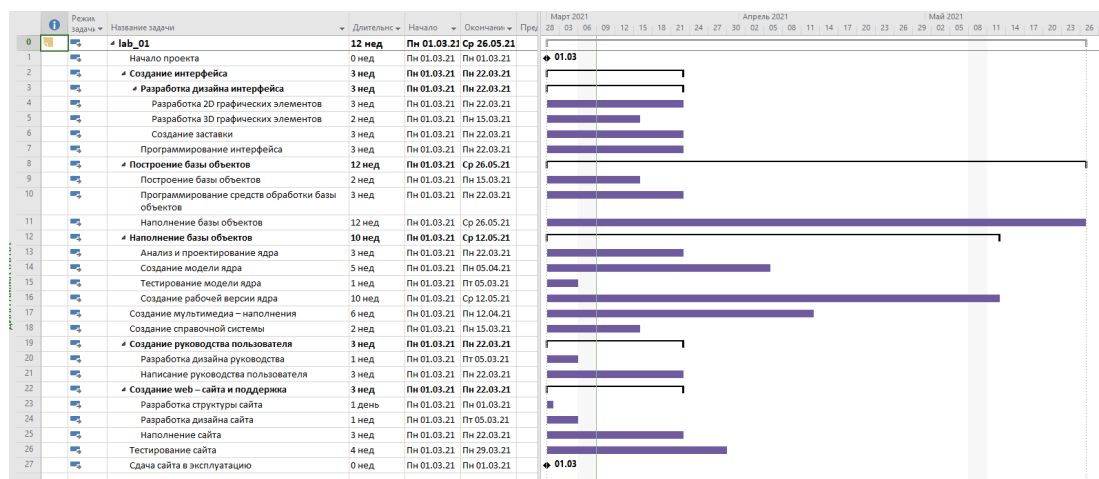 Режим задачи Название задачи Длительнс Начало Окончани Пред
Март 2021 Апрель 2021 Май 2021
28 03 06 09 12 15 18 21 24 27 30 02 05 08 11 14 17 20 23 26 29 02 05 08 11 14 17 20 23 26
0 lab_01 12 нед Пн 01.03.21 Ср 26.05.21
1 Начало проекта 0 нед Пн 01.03.21 Пн 01.03.21 01.03
2 Создание интерфейса 3 нед Пн 01.03.21 Пн 22.03.21
3 Разработка дизайна интерфейса 3 нед Пн 01.03.21 Пн 22.03.21
4 Разработка 2D графических элементов 3 нед Пн 01.03.21 Пн 22.03.21
5 Разработка 3D графических элементов 2 нед Пн 01.03.21 Пн 15.03.21
6 Создание заставки 3 нед Пн 01.03.21 Пн 22.03.21
7 Программирование интерфейса 3 нед Пн 01.03.21 Пн 22.03.21
8 Построение базы объектов 12 нед Пн 01.03.21 Ср 26.05.21
9 Построение базы объектов 2 нед Пн 01.03.21 Пн 15.03.21
10 Программирование средств обработки базы 3 нед Пн 01.03.21 Пн 22.03.21
объектов
11 Наполнение базы объектов 12 нед Пн 01.03.21 Ср 26.05.21
12 Наполнение базы объектов 10 нед Пн 01.03.21 Ср 12.05.21
13 Анализ и проектирование ядра 3 нед Пн 01.03.21 Пн 22.03.21
14 Создание модели ядра 5 нед Пн 01.03.21 Пн 05.04.21
15 Тестирование модели ядра 1 нед Пн 01.03.21 Пт 05.03.21
16 Создание рабочей версии ядра 10 нед Пн 01.03.21 Ср 12.05.21
17 Создание мультимедиа – наполнения 6 нед Пн 01.03.21 Пн 12.04.21
18 Создание справочной системы 2 нед Пн 01.03.21 Пн 15.03.21
19 Создание руководства пользователя 3 нед Пн 01.03.21 Пн 22.03.21
20 Разработка дизайна руководства 1 нед Пн 01.03.21 Пт 05.03.21
21 Написание руководства пользователя 3 нед Пн 01.03.21 Пн 22.03.21
22 Создание web – сайта и поддержка 3 нед Пн 01.03.21 Пн 22.03.21
23 Разработка структуры сайта 1 день Пн 01.03.21 Пн 01.03.21
24 Разработка дизайна сайта 1 нед Пн 01.03.21 Пт 05.03.21
25 Наполнение сайта 3 нед Пн 01.03.21 Пн 22.03.21
26 Тестирование сайта 4 нед Пн 01.03.21 Пн 29.03.21
27 Сдача сайта в эксплуатацию 0 нед Пн 01.03.21 Пн 01.03.21 01.03